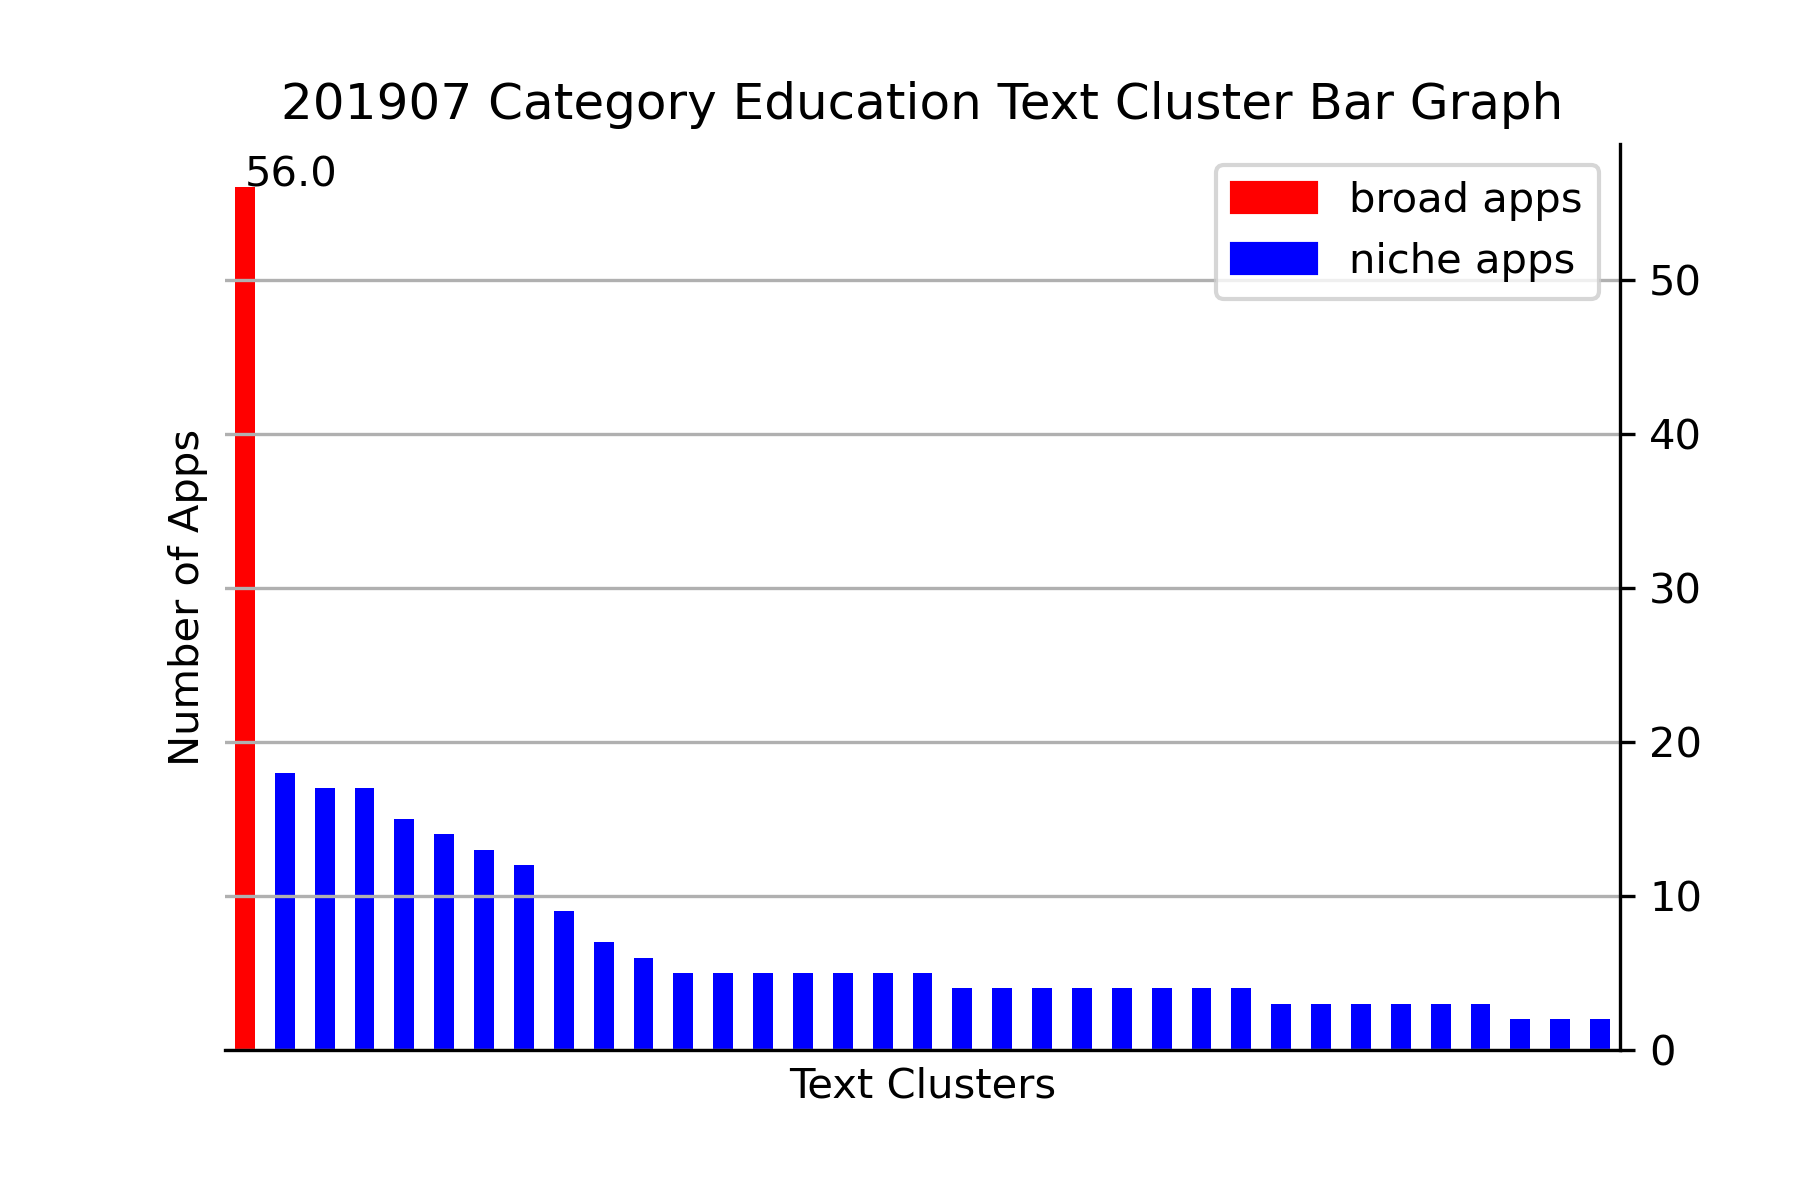 201907 Category Education Text Cluster Bar Graph
56.0
broad apps
niche apps
50
40
30
20
10
0
Number of Apps
Text Clusters